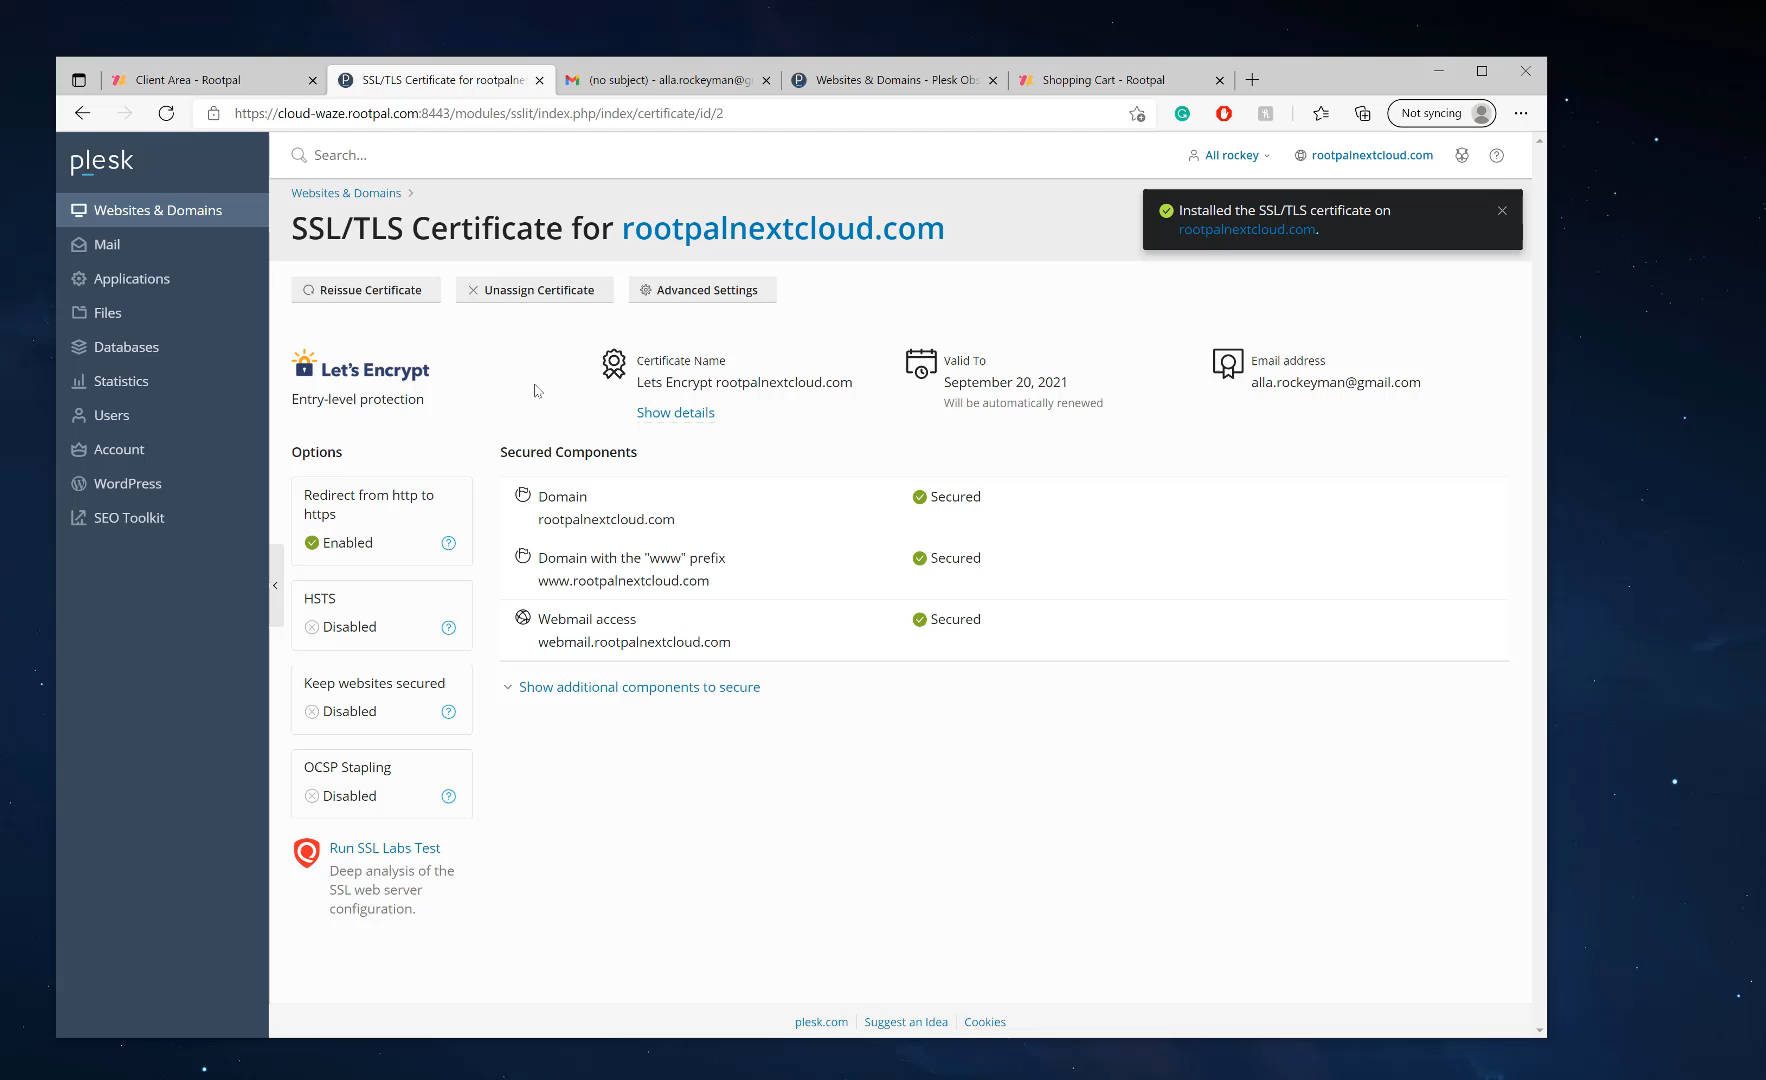 Client Area - Rootpal
SSL/TLS Certificate for rootpalne
(no subject) - alla.rockeyman@g
Websites & Domains - Plesk Ob
Shopping Cart - Rootpal
https://cloud-waze.rootpal.com:8443/modules/sslit/index.php/index/certificate/id/2
Not syncing
plesk
Search...
All rockey
rootpalnextcloud.com
Websites & Domains
Mail
Applications
Files
Databases
Statistics
Users
Account
WordPress
SEO Toolkit
Websites & Domains
SSL/TLS Certificate for rootpalnextcloud.com
Installed the SSL/TLS certificate on
rootpalnextcloud.com.
Reissue Certificate
Unassign Certificate
Advanced Settings
Let's Encrypt
Entry-level protection
Certificate Name
Lets Encrypt rootpalnextcloud.com
Show details
Valid To
September 20, 2021
Will be automatically renewed
Email address
alla.rockeyman@gmail.com
Options
Redirect from http to
https
Enabled
HSTS
Disabled
Keep websites secured
Disabled
OCSP Stapling
Disabled
Run SSL Labs Test
Deep analysis of the
SSL web server
configuration.
Secured Components
Domain
rootpalnextcloud.com
Secured
Domain with the "www" prefix
www.rootpalnextcloud.com
Secured
Webmail access
webmail.rootpalnextcloud.com
Secured
Show additional components to secure
plesk.com
Suggest an Idea
Cookies